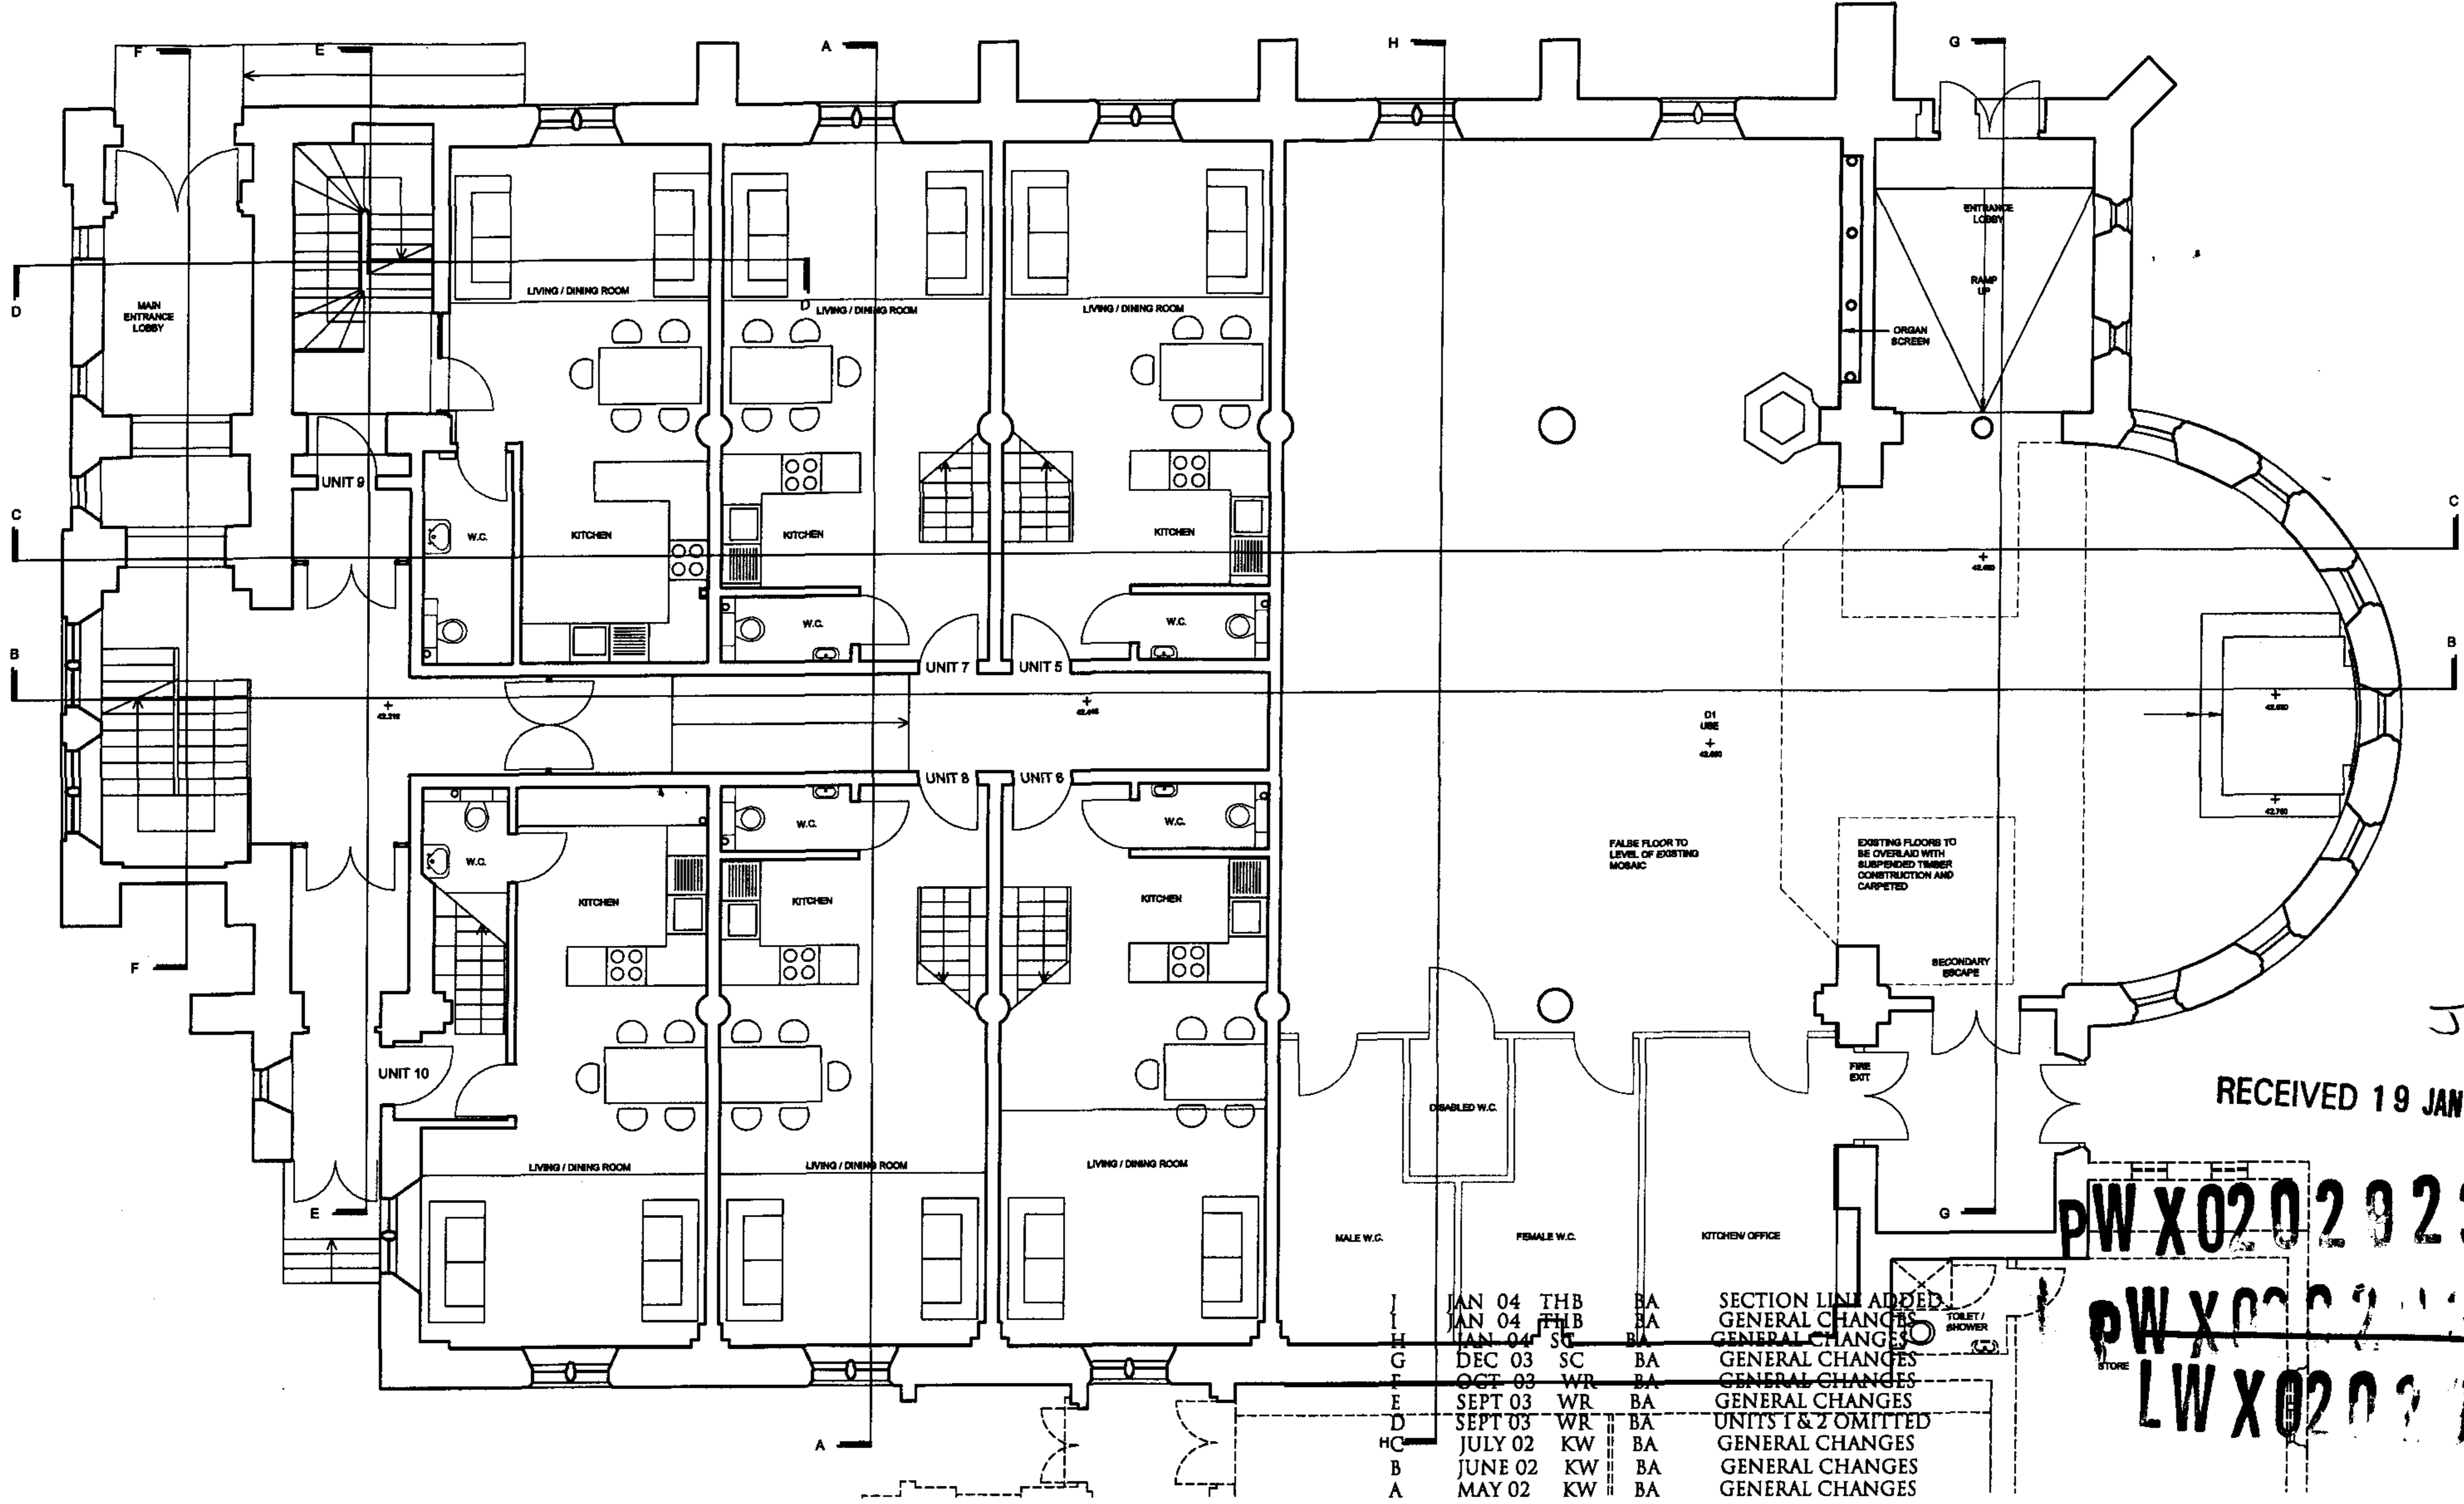 F
E
A
H
G
D
MAIN
ENTRANCE
LOBBY
LIVING / DINING ROOM
D
LIVING / DINING ROOM
LIVING / DINING ROOM
ENTRANCE
LOBBY
RAMP
UP
ORGAN
SCREEN
UNIT 9
C
C
W.C.
KITCHEN
KITCHEN
KITCHEN
W.C.
W.C.
B
B
UNIT 7
UNIT 5
D1
USE
UNIT 8
UNIT 6
W.C.
W.C.
W.C.
KITCHEN
KITCHEN
KITCHEN
FALSE FLOOR TO
LEVEL OF EXISTING
MOSAIC
EXISTING FLOORS TO
BE OVERLAID WITH
SUSPENDED TIMBER
CONSTRUCTION AND
CARPETED
SECONDARY
ESCAPE
F
UNIT 10
FIRE
EXIT
DISABLED W.C.
RECEIVED 19 JAN
LIVING / DINING ROOM
LIVING / DINING ROOM
LIVING / DINING ROOM
E
G
MALE W.C.
FEMALE W.C.
KITCHEN/ OFFICE
PWX020292
TOILET /
SHOWER
STORE
I JAN 04 THB BA SECTION LINE ADDED
I JAN 04 THB BA GENERAL CHANGES
H JAN 04 SC BA GENERAL CHANGES
G DEC 03 SC BA GENERAL CHANGES
F OCT 03 WR BA GENERAL CHANGES
E SEPT 03 WR BA GENERAL CHANGES
D SEPT 03 WR BA UNITS 1 & 2 OMITTED
C JULY 02 KW BA GENERAL CHANGES
B JUNE 02 KW BA GENERAL CHANGES
A MAY 02 KW BA GENERAL CHANGES
A
H